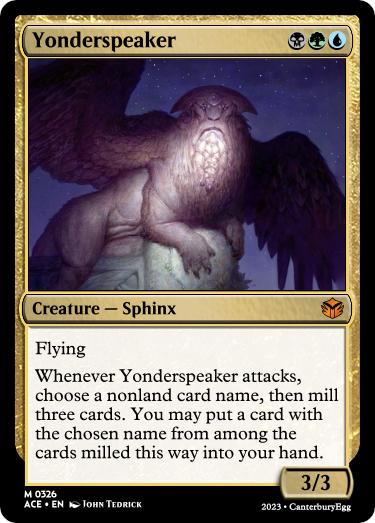 Yonderspeaker
Creature — Sphinx
Flying
Whenever Yonderspeaker attacks,
choose a nonland card name, then mill
three cards. You may put a card with
the chosen name from among the
cards milled this way into your hand.
3/3
M 0326
ACE • EN John Tedrick
2023 • CanterburyEgg